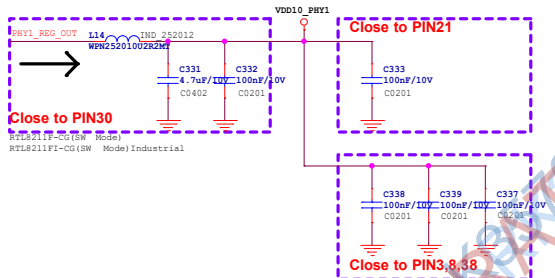 VDD10_PHY1
PHY1_REG_OUT
L14
IND_252012
WPN252010U2R2MT
Close to PIN21
C331
4.7uF/10V
C0402
C332
100nF/10V
C0201
C333
100nF/10V
C0201
Close to PIN30
RTL8211F-CG(SW Mode)
RTL8211FI-CG(SW Mode)Industrial
C338
100nF/10V
C0201
C339
100nF/10V
C0201
C337
100nF/10V
C0201
Close to PIN3,8,38